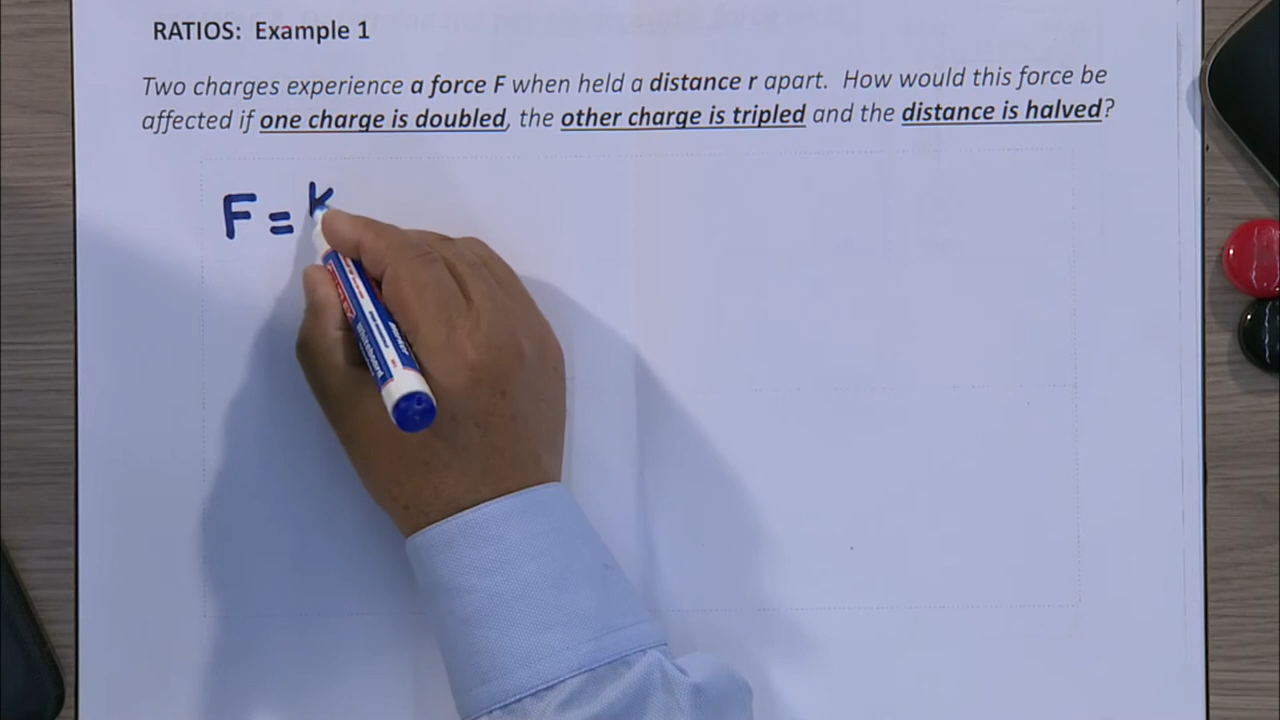 RATIOS: Example 1
Two charges experience a force F when held a distance r apart. How would this force be
affected if one charge is doubled, the other charge is tripled and the distance is halved?
F = k